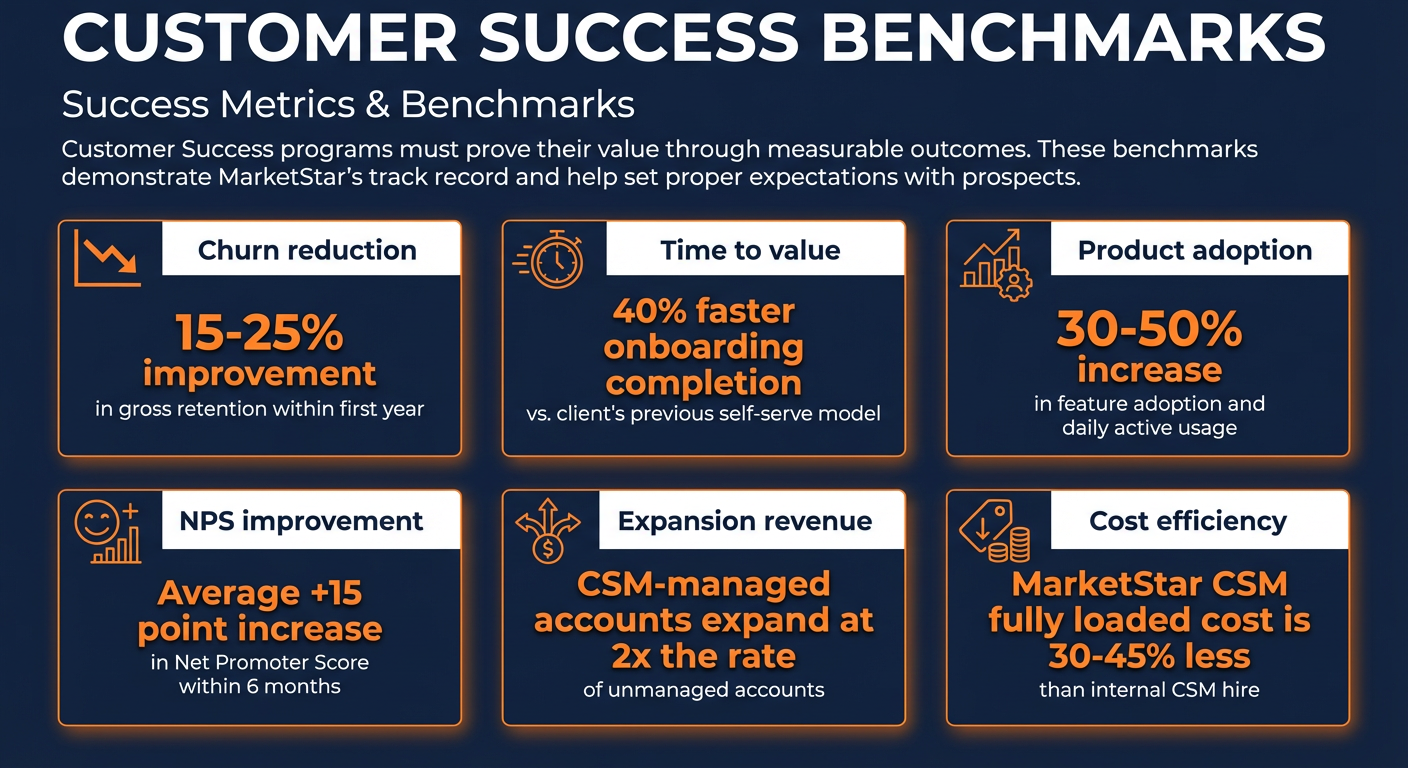 CUSTOMER SUCCESS BENCHMARKS
Success Metrics & Benchmarks
Customer Success programs must prove their value through measurable outcomes. These benchmarks
demonstrate MarketStar's track record and help set proper expectations with prospects.
Churn reduction
15-25%
improvement
in gross retention within first year
Time to value
40% faster
onboarding
completion
vs. client's previous self-serve model
Product adoption
30-50%
increase
in feature adoption and
daily active usage
NPS improvement
Average +15
point increase
in Net Promoter Score
within 6 months
Expansion revenue
$
CSM-managed
accounts expand at
2x the rate
of unmanaged accounts
Cost efficiency
MarketStar CSM
fully loaded cost is
30-45% less
than internal CSM hire